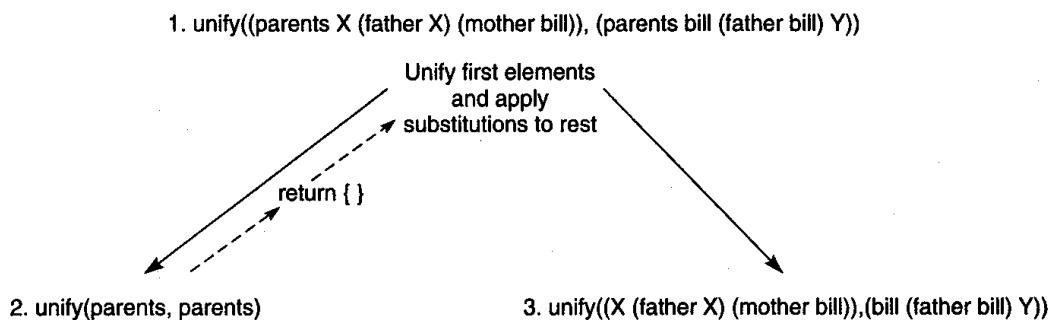 1. unify((parents X (father X) (mother bill)), (parents bill (father bill) Y))
Unify first elements
and apply
substitutions to rest
return { }
2. unify(parents, parents)
3. unify((X (father X) (mother bill)),(bill (father bill) Y))